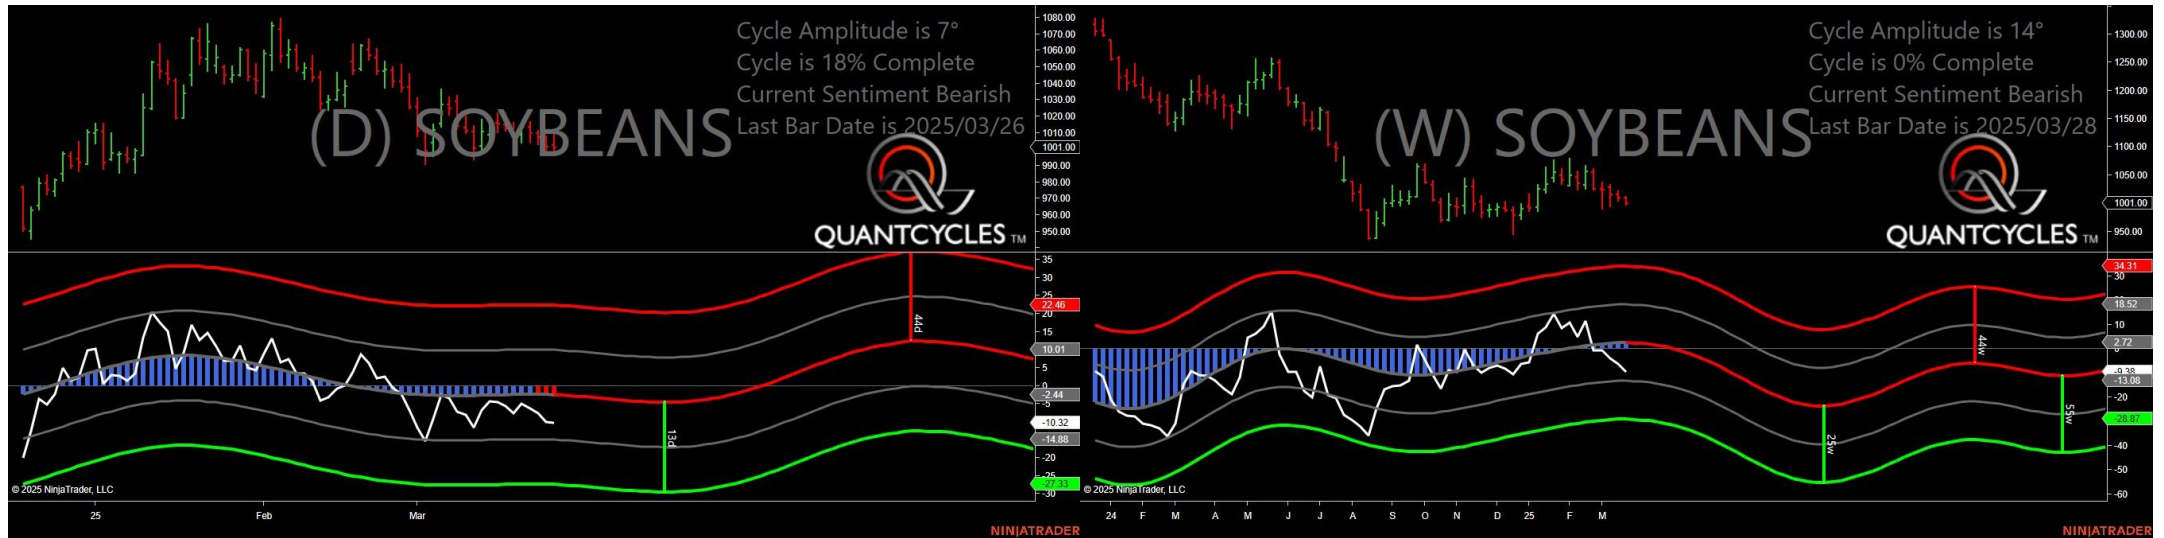 Cycle Amplitude is 7°
Cycle is 18% Complete
Current Sentiment Bearish
Last Bar Date is 2025/03/26
(D) SOYBEANS
QUANTCYCLES TM
1080.00
1070.00
1060.00
1050.00
1040.00
1030.00
1020.00
1010.00
1001.00
990.00
980.00
970.00
960.00
950.00
35
30
25
22.46
20
15
10.01
5
0
-2.44
-5
-10.32
-14.88
-20
-25
-27.33
-30
44d
13d
© 2025 NinjaTrader, LLC
25 Feb Mar
NINJATRADER
Cycle Amplitude is 14°
Cycle is 0% Complete
Current Sentiment Bearish
Last Bar Date is 2025/03/28
(W) SOYBEANS
QUANTCYCLES TM
1300.00
1250.00
1200.00
1150.00
1100.00
1050.00
1001.00
950.00
34.31
30
18.52
10
2.72
-9.38
-13.08
-20
-28.87
-40
-50
-60
44w
25w
55w
© 2025 NinjaTrader, LLC
24 F M A M J J A S O N D 25 F M
NINJATRADER